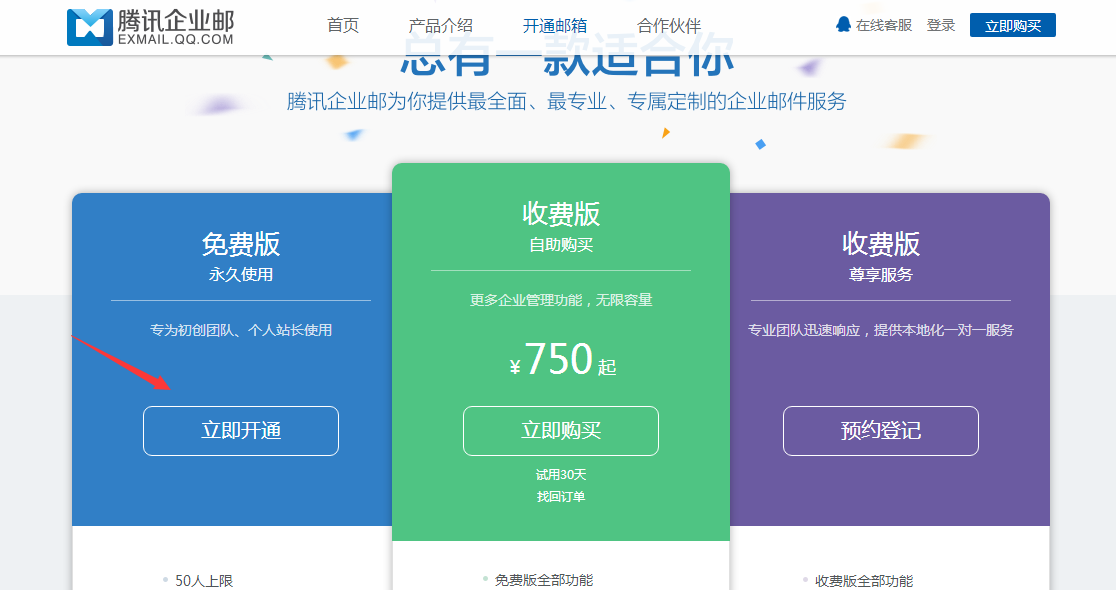 腾讯企业邮
EXMAIL.QQ.COM
首页 产品介绍 开通邮箱 合作伙伴 在线客服 登录 立即购买
总有一款适合你
腾讯企业邮为你提供最全面、最专业、专属定制的企业邮件服务
免费版
永久使用
专为初创团队、个人站长使用
立即开通
50人上限
收费版
自助购买
更多企业管理功能，无限容量
¥750起
立即购买
试用30天
找回订单
免费版全部功能
收费版
尊享服务
专业团队迅速响应，提供本地化一对一服务
预约登记
收费版全部功能